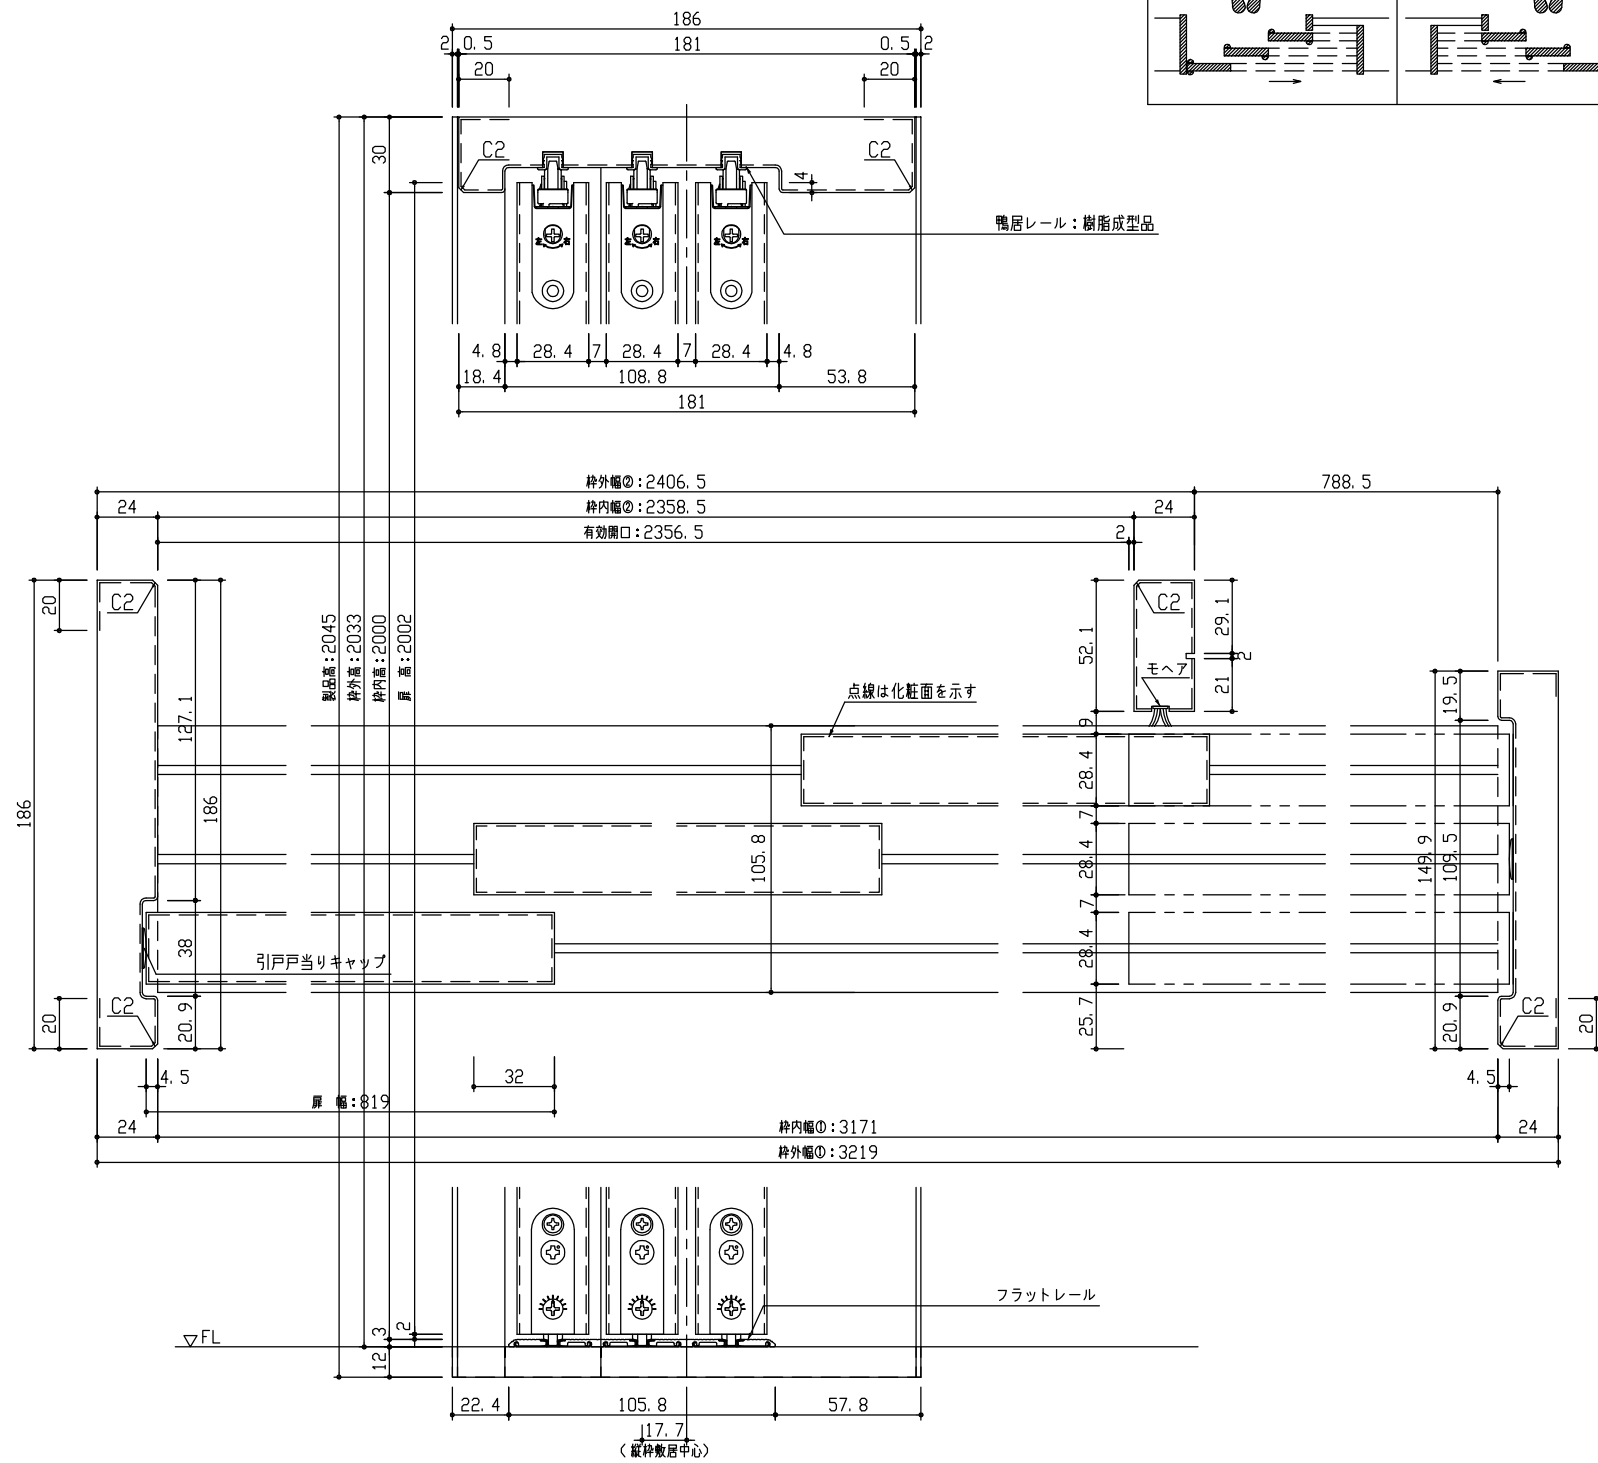 186
2 0.5 181 0.5 2
20 20
C2 C2
30
4
鴨居レール：樹脂成型品
左 右 左 右 左 右
4.8 28.4 7 28.4 7 28.4 4.8
18.4 108.8 53.8
181
枠外幅②：2406.5 788.5
24 枠内幅②：2358.5 24
有効開口：2356.5 2
製品高：2045
枠外高：2033
枠内高：2000
扉 高：2002
20
C2
C2
29.1
52.1
2
モヘア
21
点線は化粧面を示す
19.5
127.1
9
186
186
28.4
7
105.8
28.4
149.9
109.5
7
38
引戸戸当りキャップ
28.4
20
C2
20.9
25.7
C2
20.9
20
4.5
32
4.5
扉 幅：819
24 枠内幅①：3171 24
枠外幅①：3219
フラットレール
2
3
▽FL
12
22.4 105.8 57.8
17.7
（縦枠敷居中心）